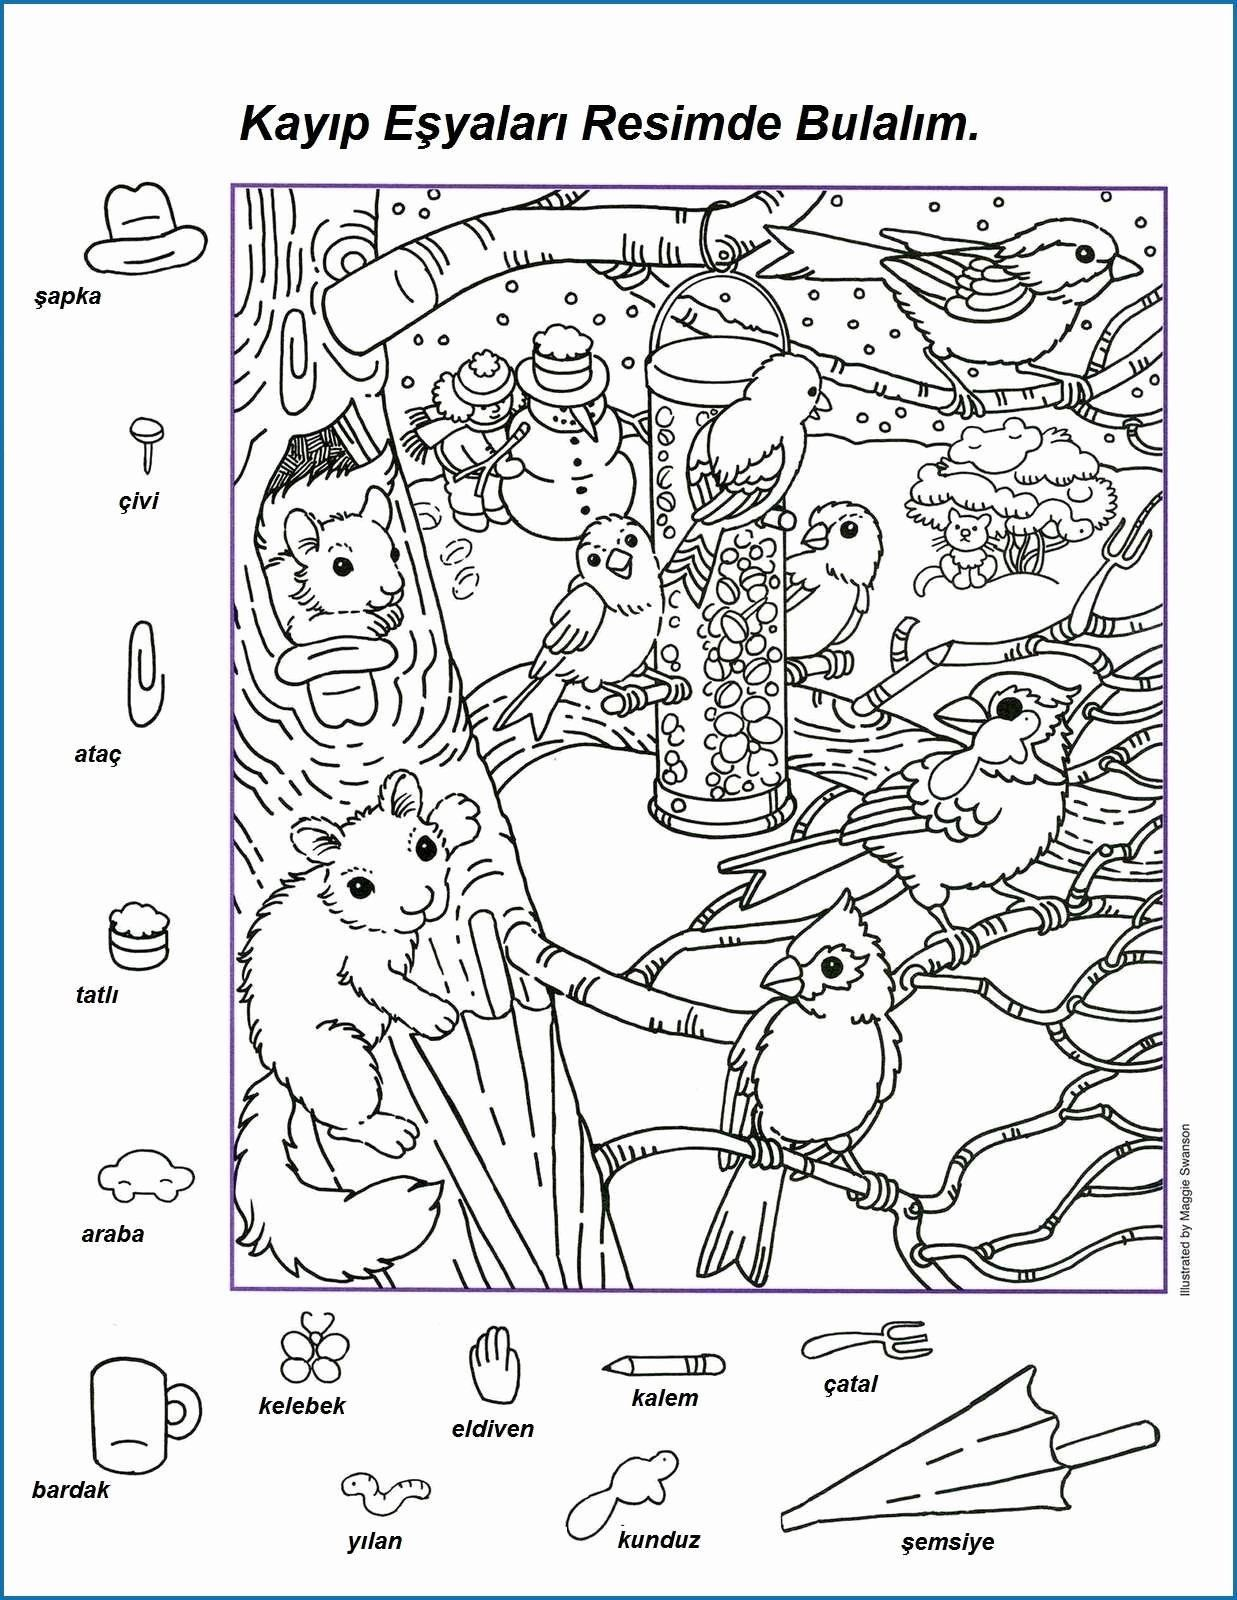 Kayıp Eşyaları Resimde Bulalım.
şapka
çivi
ataç
tatlı
araba
Illustrated by Maggie Swanson
kelebek
eldiven
kalem
çatal
bardak
yılan
kunduz
şemsiye